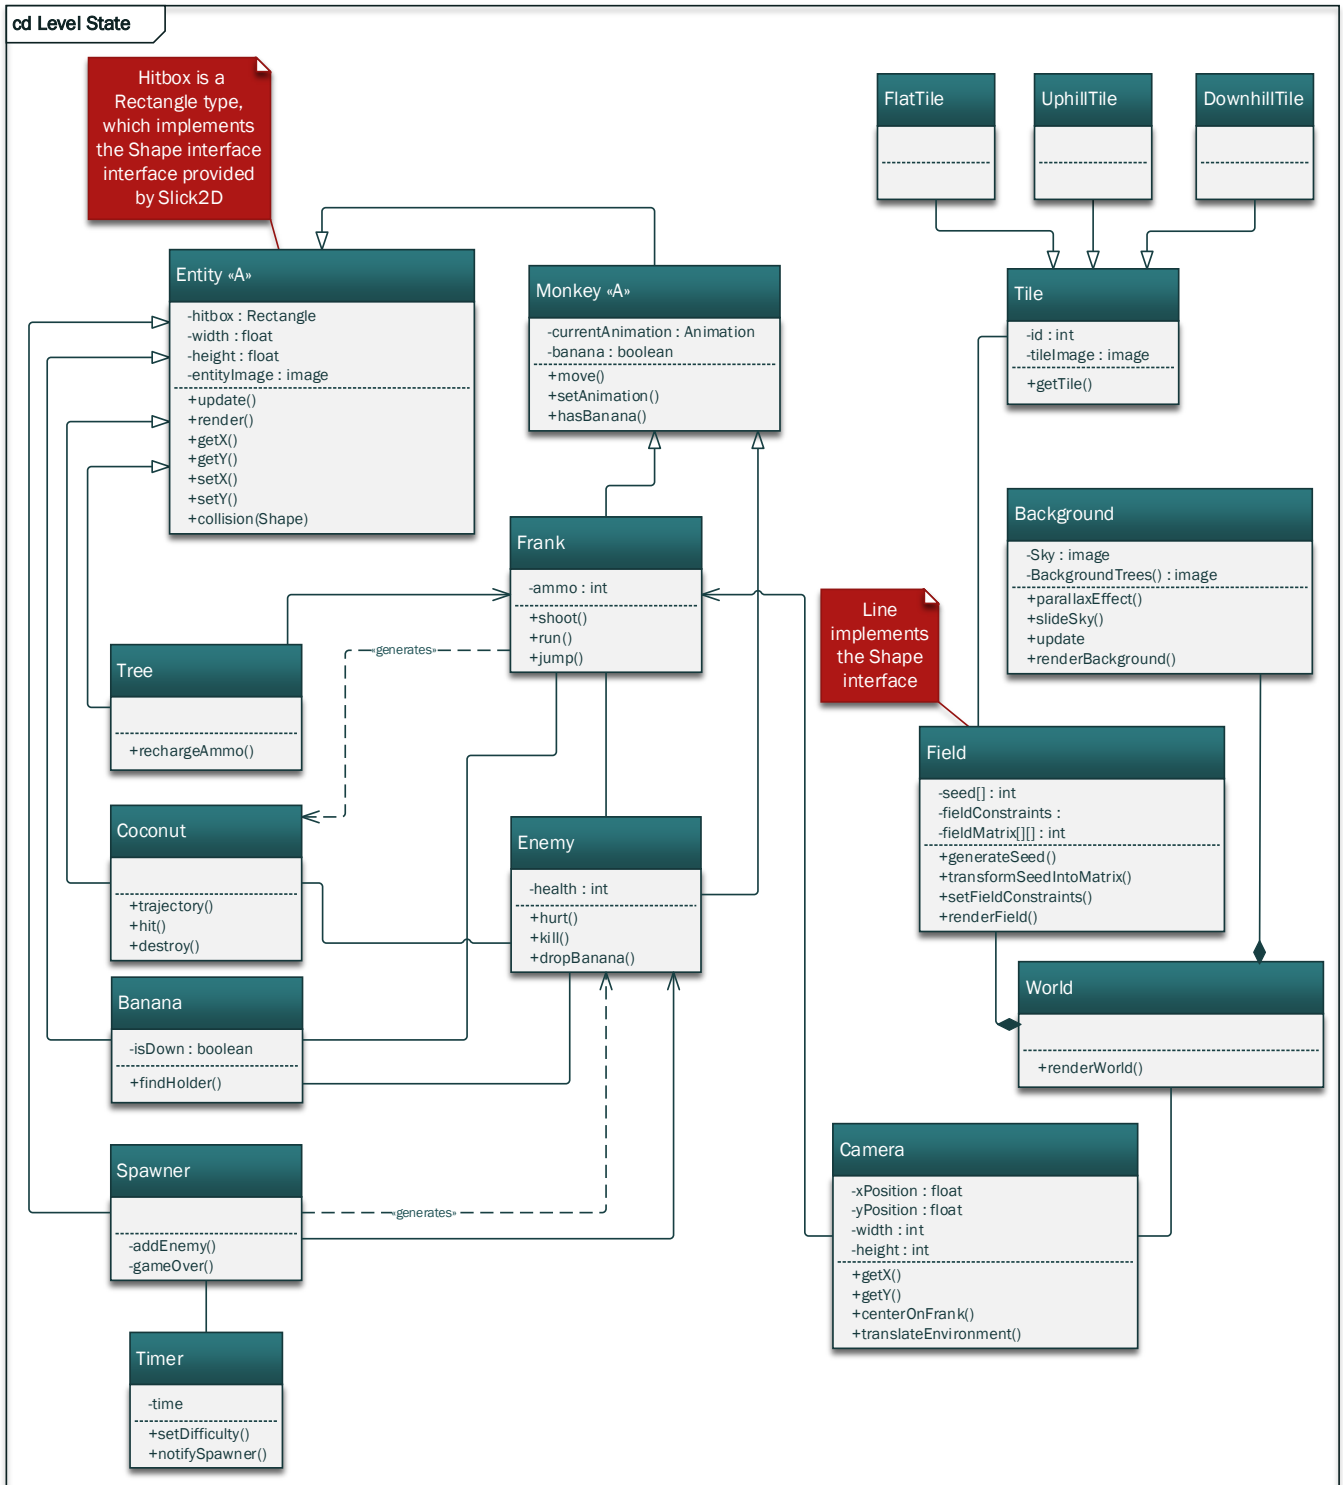 cd Level State
Hitbox is a
Rectangle type,
which implements
the Shape interface
interface provided
by Slick2D
FlatTile
UphillTile
DownhillTile
Entity «A»
-hitbox : Rectangle
-width : float
-height : float
-entityImage : image
+update()
+render()
+getX()
+getY()
+setX()
+setY()
+collision(Shape)
Monkey «A»
-currentAnimation : Animation
-banana : boolean
+move()
+setAnimation()
+hasBanana()
Tile
-id : int
-tileImage : image
+getTile()
Background
-Sky : image
-BackgroundTrees() : image
+parallaxEffect()
+slideSky()
+update
+renderBackground()
Frank
-ammo : int
+shoot()
+run()
+jump()
Line
implements
the Shape
interface
«generates»
Tree
+rechargeAmmo()
Field
-seed[] : int
-fieldConstraints :
-fieldMatrix[][] : int
+generateSeed()
+transformSeedIntoMatrix()
+setFieldConstraints()
+renderField()
Coconut
+trajectory()
+hit()
+destroy()
Enemy
-health : int
+hurt()
+kill()
+dropBanana()
Banana
-isDown : boolean
+findHolder()
World
+renderWorld()
Spawner
-addEnemy()
-gameOver()
«generates»
Camera
-xPosition : float
-yPosition : float
-width : int
-height : int
+getX()
+getY()
+centerOnFrank()
+translateEnvironment()
Timer
-time
+setDifficulty()
+notifySpawner()